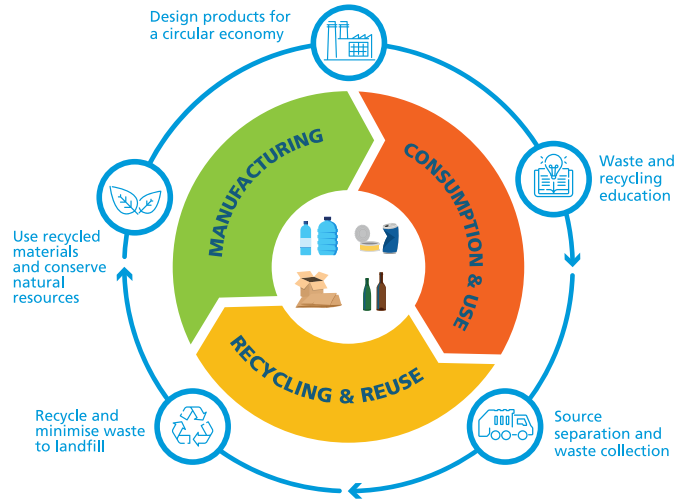 Design products for
a circular economy
MANUFACTURING
CONSUMPTION & USE
Waste and
recycling
education
Use recycled
materials
and conserve
natural
resources
RECYCLING & REUSE
Recycle and
minimise waste
to landfill
Source
separation and
waste collection